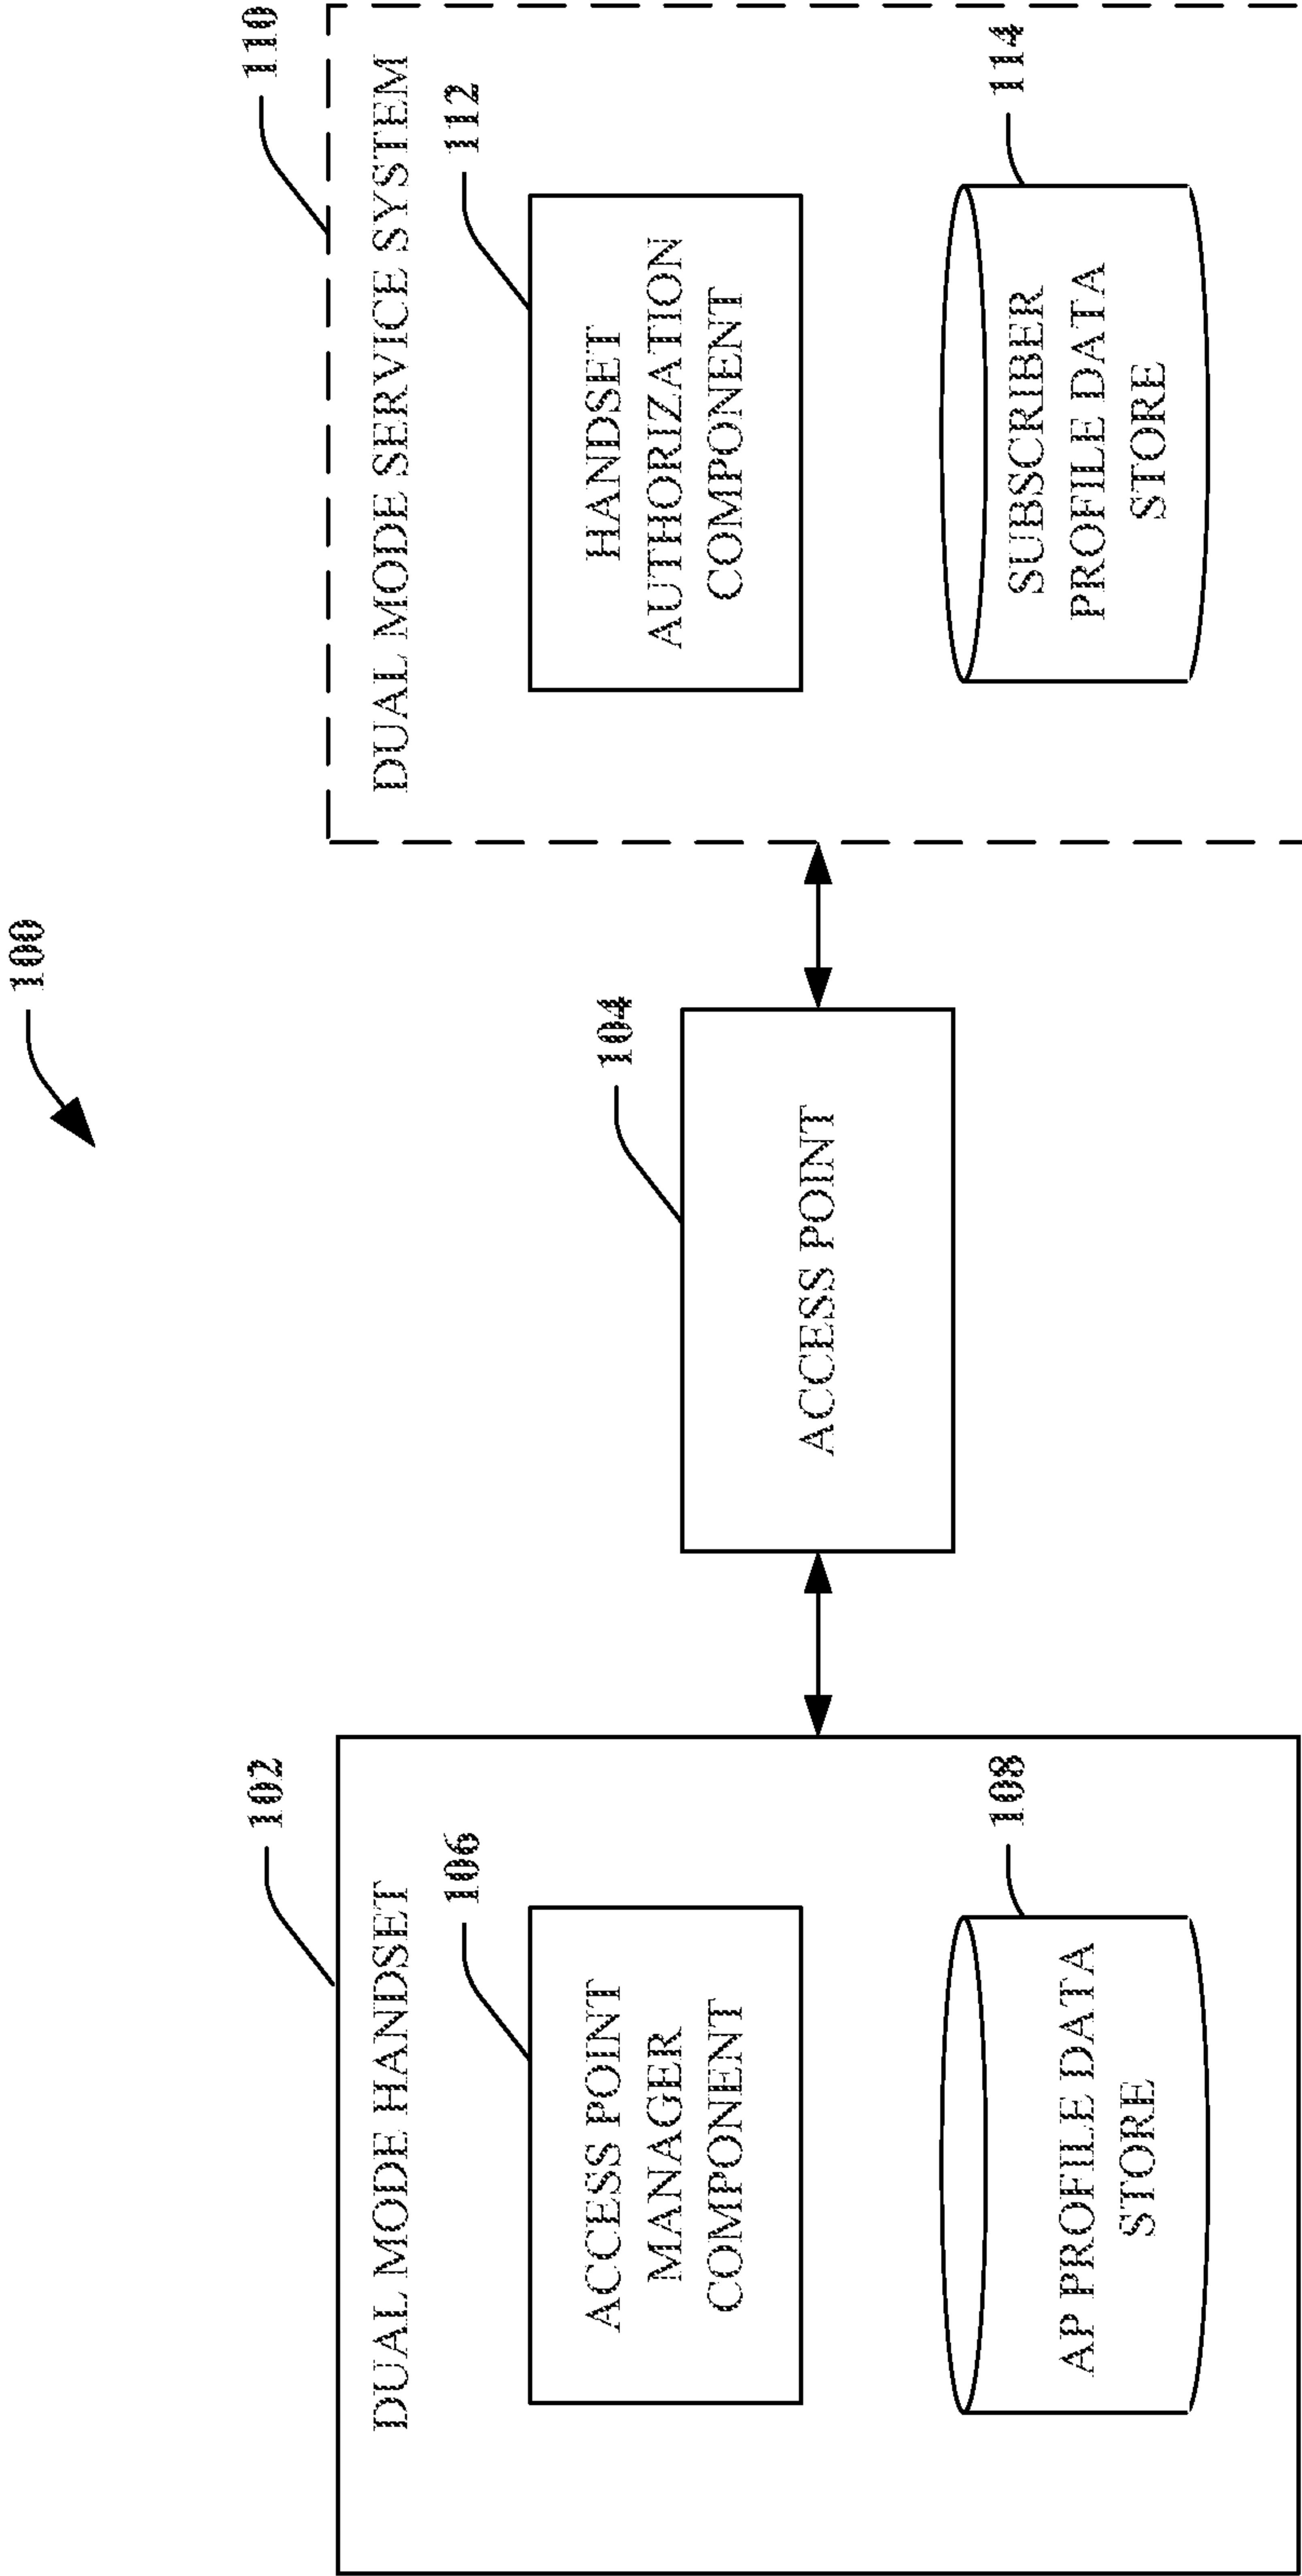 100
102
DUAL MODE HANDSET
106
ACCESS POINT
MANAGER
COMPONENT
108
AP PROFILE DATA
STORE
104
ACCESS POINT
110
DUAL MODE SERVICE SYSTEM
112
HANDSET
AUTHORIZATION
COMPONENT
114
SUBSCRIBER
PROFILE DATA
STORE